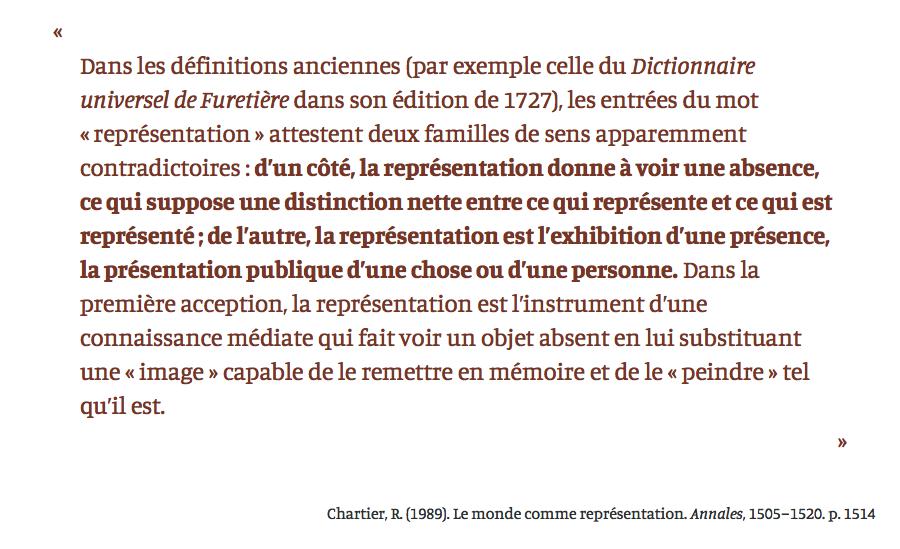 «
Dans les définitions anciennes (par exemple celle du Dictionnaire
universel de Furetière dans son édition de 1727), les entrées du mot
« représentation » attestent deux familles de sens apparemment
contradictoires : d’un côté, la représentation donne à voir une absence,
ce qui suppose une distinction nette entre ce qui représente et ce qui est
représenté ; de l’autre, la représentation est l’exhibition d’une présence,
la présentation publique d’une chose ou d’une personne. Dans la
première acception, la représentation est l’instrument d’une
connaissance médiate qui fait voir un objet absent en lui substituant
une « image » capable de le remettre en mémoire et de le « peindre » tel
qu’il est.
»
Chartier, R. (1989). Le monde comme représentation. Annales, 1505–1520. p. 1514